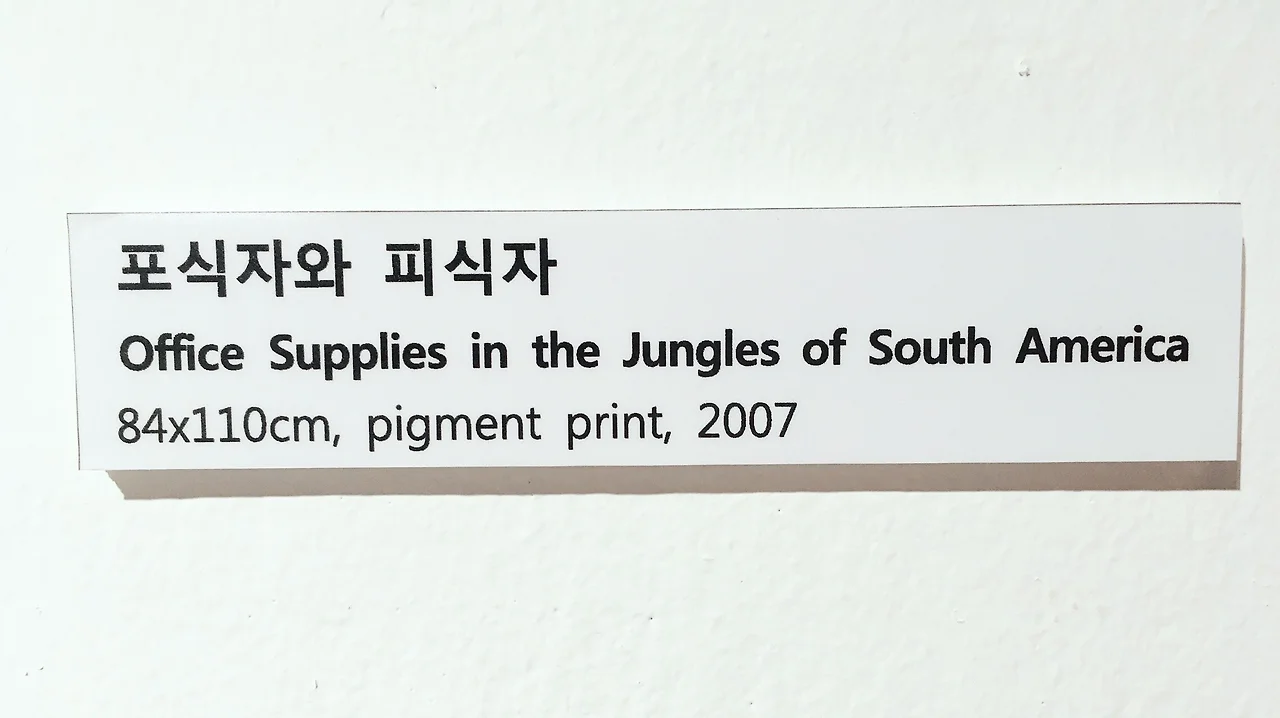 포식자와 피식자
Office Supplies in the Jungles of South America
84x110cm, pigment print, 2007